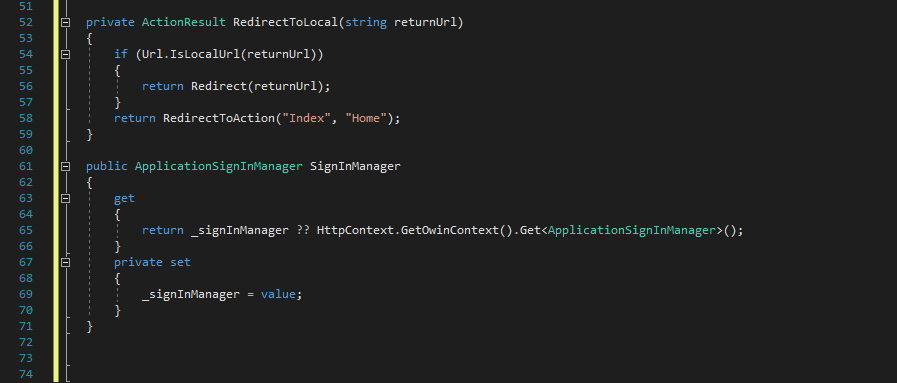 51
52 private ActionResult RedirectToLocal(string returnUrl)
53 {
54 if (Url.IsLocalUrl(returnUrl))
55 {
56 return Redirect(returnUrl);
57 }
58 return RedirectToAction("Index", "Home");
59 }
60
61 public ApplicationSignInManager SignInManager
62 {
63 get
64 {
65 return _signInManager ?? HttpContext.GetOwinContext().Get<ApplicationSignInManager>();
66 }
67 private set
68 {
69 _signInManager = value;
70 }
71 }
72
73
74